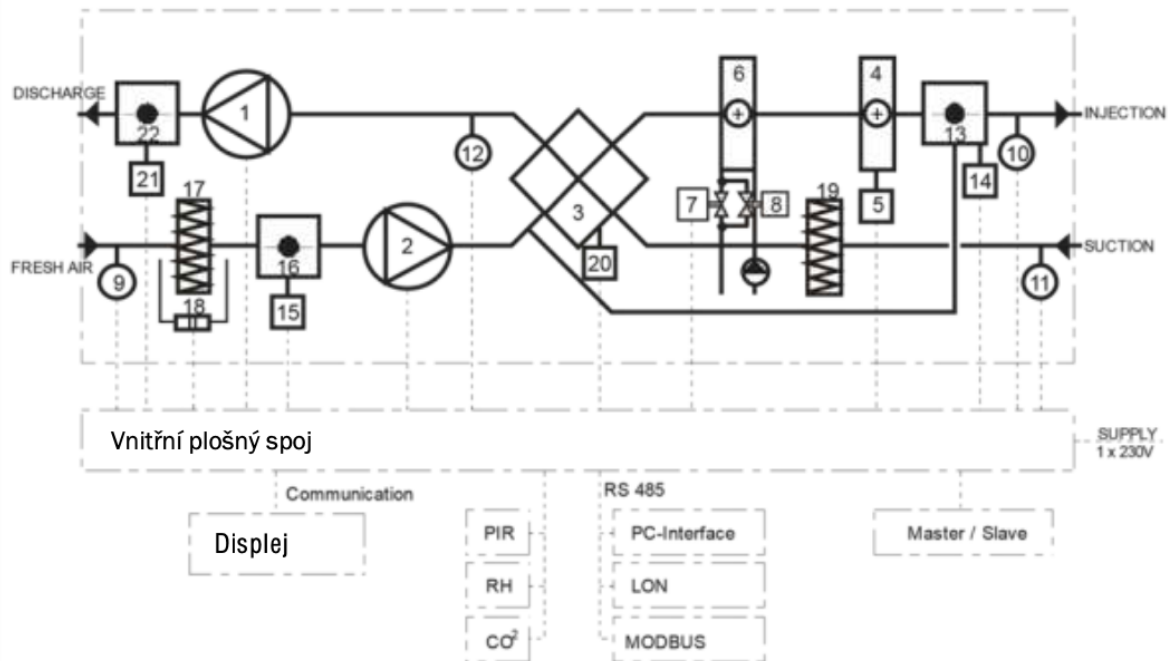 6 4
DISCHARGE 1 INJECTION
22 13
12 10
21 14
17 19
7 8 5
3
2 SUCTION
FRESH AIR 16 20
9 11
18 15
Vnitřní plošný spoj
SUPPLY
1 x 230V
Communication RS 485
Displej PIR PC-Interface Master / Slave
RH LON
CO2 MODBUS